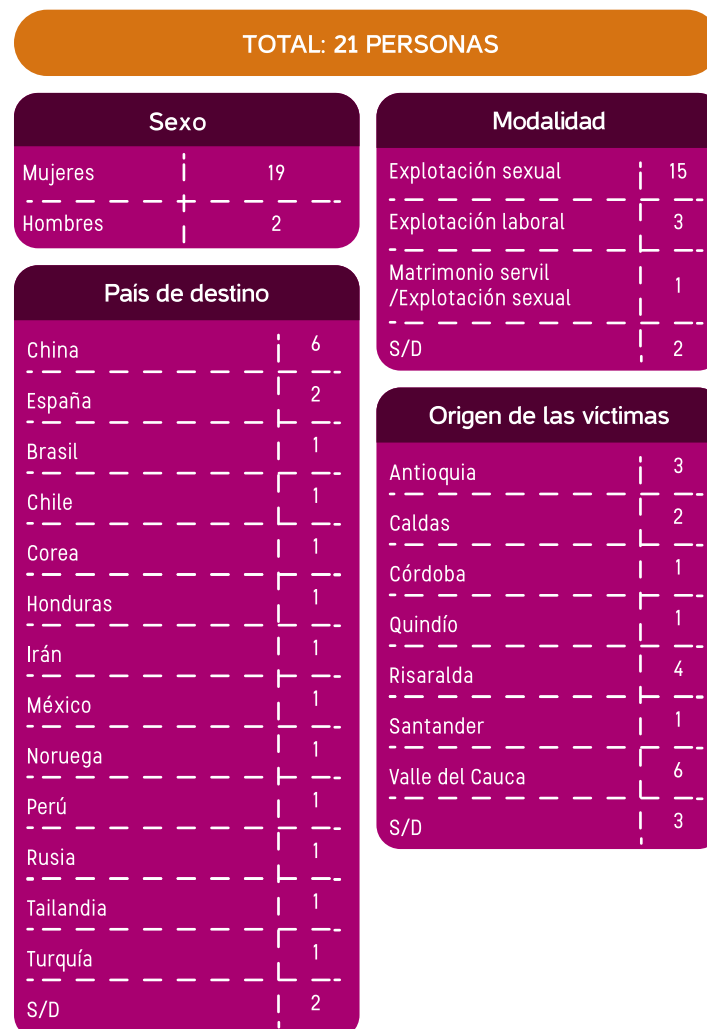 TOTAL: 21 PERSONAS
Sexo
Mujeres 19
Hombres 2
País de destino
China 6
España 2
Brasil 1
Chile 1
Corea 1
Honduras 1
Irán 1
México 1
Noruega 1
Perú 1
Rusia 1
Tailandia 1
Turquía 1
S/D 2
Modalidad
Explotación sexual 15
Explotación laboral 3
Matrimonio servil
/Explotación sexual 1
S/D 2
Origen de las víctimas
Antioquia 3
Caldas 2
Córdoba 1
Quindío 1
Risaralda 4
Santander 1
Valle del Cauca 6
S/D 3